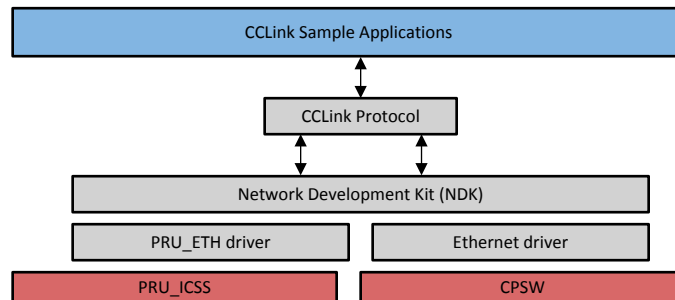 CCLink Sample Applications
CCLink Protocol
Network Development Kit (NDK)
PRU_ETH driver
Ethernet driver
PRU_ICSS
CPSW